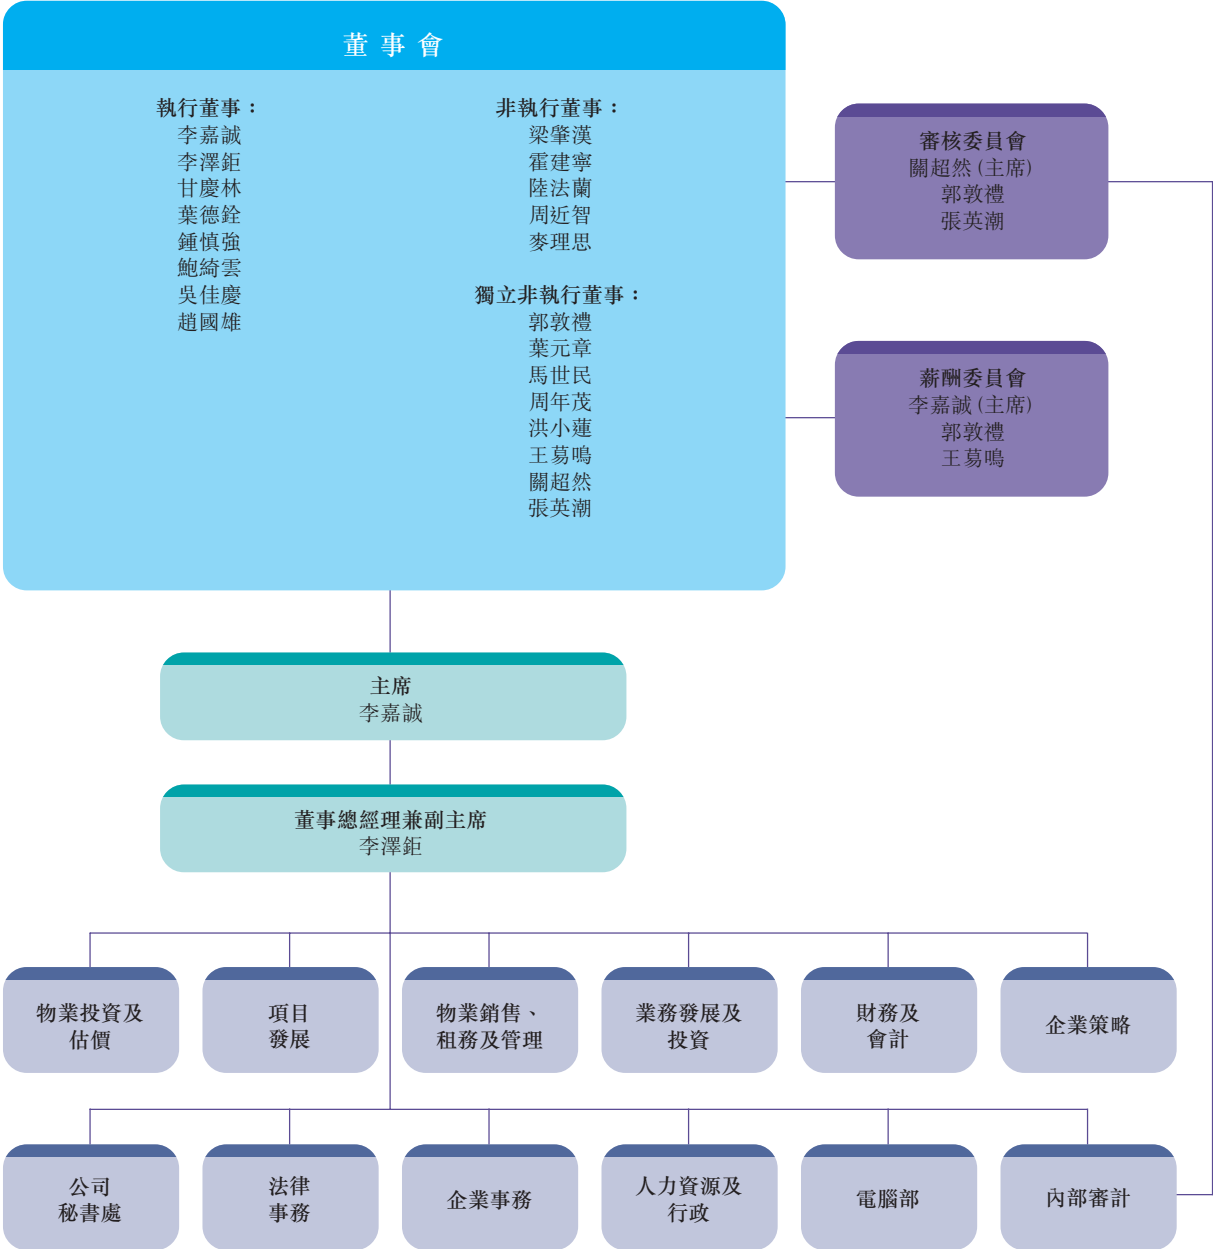 董事會
執行董事：
李嘉誠
李澤鉅
甘慶林
葉德銓
鍾慎強
鮑綺雲
吳佳慶
趙國雄
非執行董事：
梁肇漢
霍建寧
陸法蘭
周近智
麥理思
獨立非執行董事：
郭敦禮
葉元章
馬世民
周年茂
洪小蓮
王䓪鳴
關超然
張英潮
審核委員會
關超然 (主席)
郭敦禮
張英潮
薪酬委員會
李嘉誠 (主席)
郭敦禮
王䓪鳴
主席
李嘉誠
董事總經理兼副主席
李澤鉅
物業投資及
估價
項目
發展
物業銷售、
租務及管理
業務發展及
投資
財務及
會計
企業策略
公司
秘書處
法律
事務
企業事務
人力資源及
行政
電腦部
內部審計